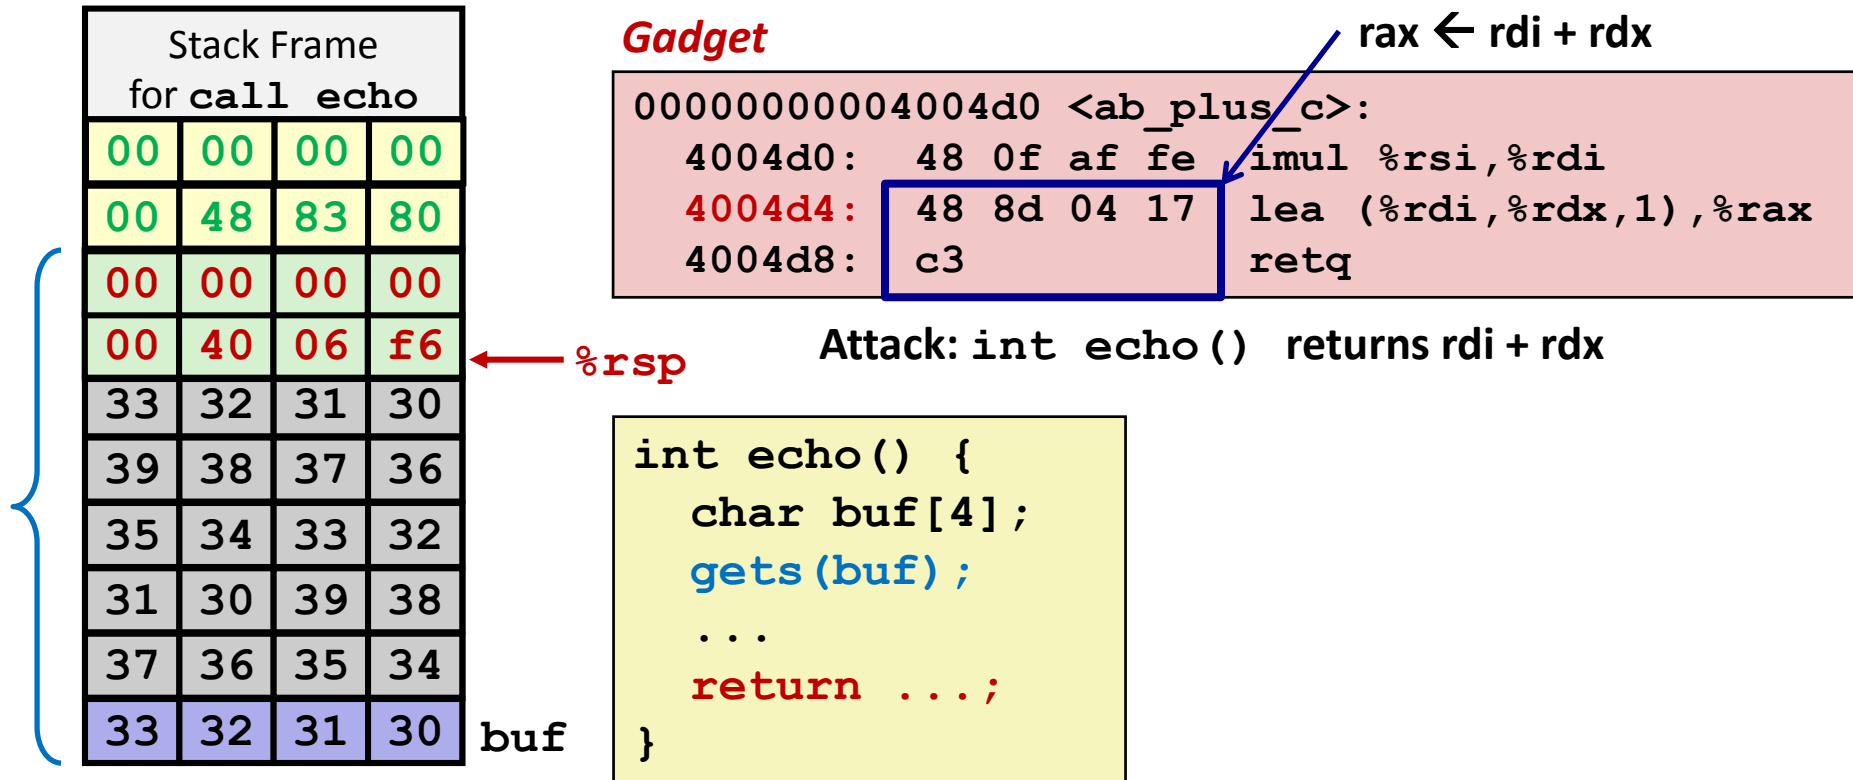 Stack Frame
for call echo
00 00 00 00
00 48 83 80
00 00 00 00
00 40 06 f6
%rsp
33 32 31 30
39 38 37 36
35 34 33 32
31 30 39 38
37 36 35 34
33 32 31 30 buf
Gadget
rax ← rdi + rdx
00000000004004d0 <ab_plus_c>:
4004d0: 48 0f af fe imul %rsi,%rdi
4004d4: 48 8d 04 17 lea (%rdi,%rdx,1),%rax
4004d8: c3 retq
Attack: int echo() returns rdi + rdx
int echo() {
char buf[4];
gets(buf);
...
return ...;
}